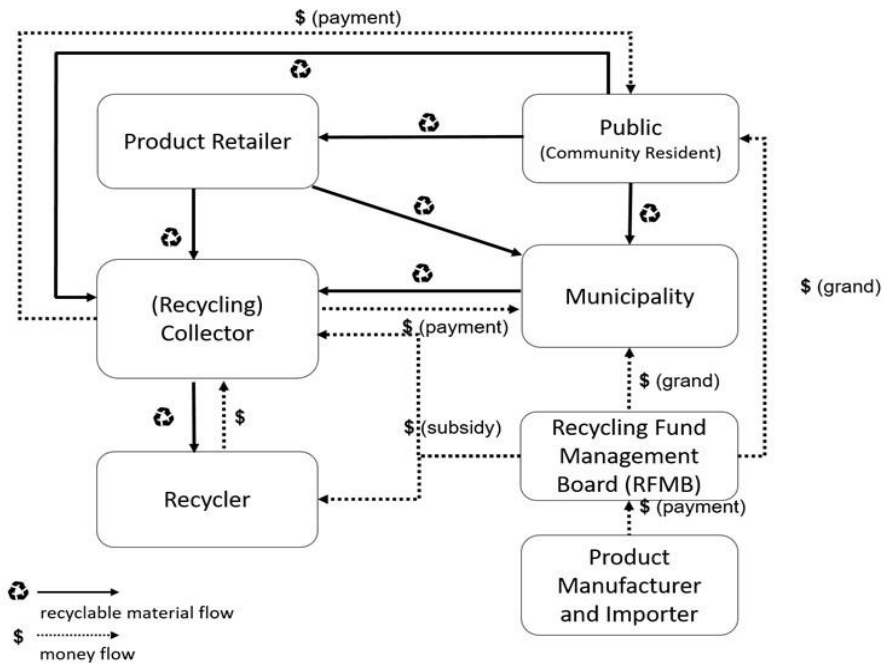 $ (payment)
Product Retailer
Public
(Community Resident)
(Recycling)
Collector
Municipality
$ (grand)
$ (payment)
$ (grand)
$
$ (subsidy)
Recycling Fund
Management
Board (RFMB)
Recycler
$ (payment)
Product
Manufacturer
and Importer
recyclable material flow
$
money flow